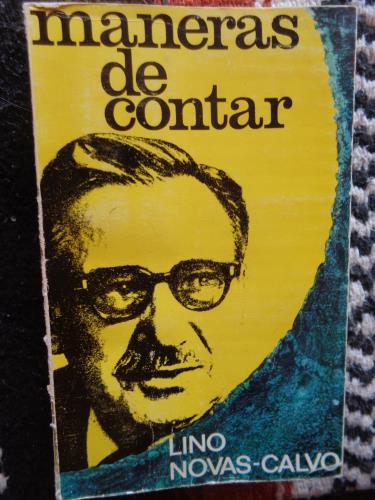 maneras
de
contar
LINO
NOVAS-CALVO